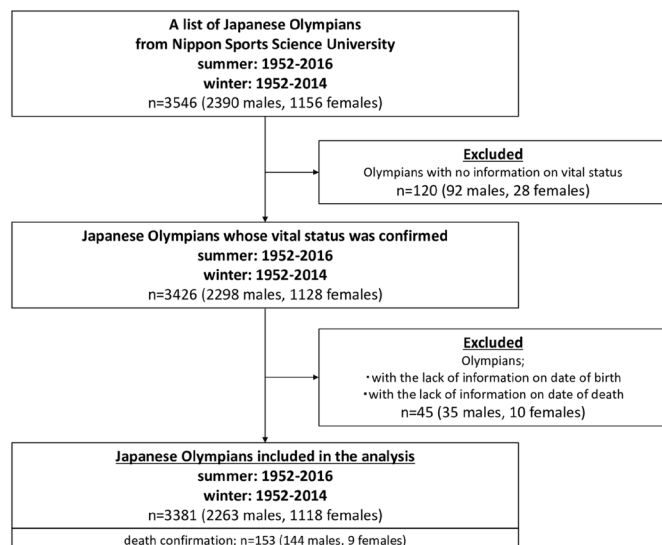 A list of Japanese Olympians
from Nippon Sports Science University
summer: 1952-2016
winter: 1952-2014
n=3546 (2390 males, 1156 females)
Excluded
Olympians with no information on vital status
n=120 (92 males, 28 females)
Japanese Olympians whose vital status was confirmed
summer: 1952-2016
winter: 1952-2014
n=3426 (2298 males, 1128 females)
Excluded
Olympians;
・with the lack of information on date of birth
・with the lack of information on date of death
n=45 (35 males, 10 females)
Japanese Olympians included in the analysis
summer: 1952-2016
winter: 1952-2014
n=3381 (2263 males, 1118 females)
death confirmation: n=153 (144 males, 9 females)